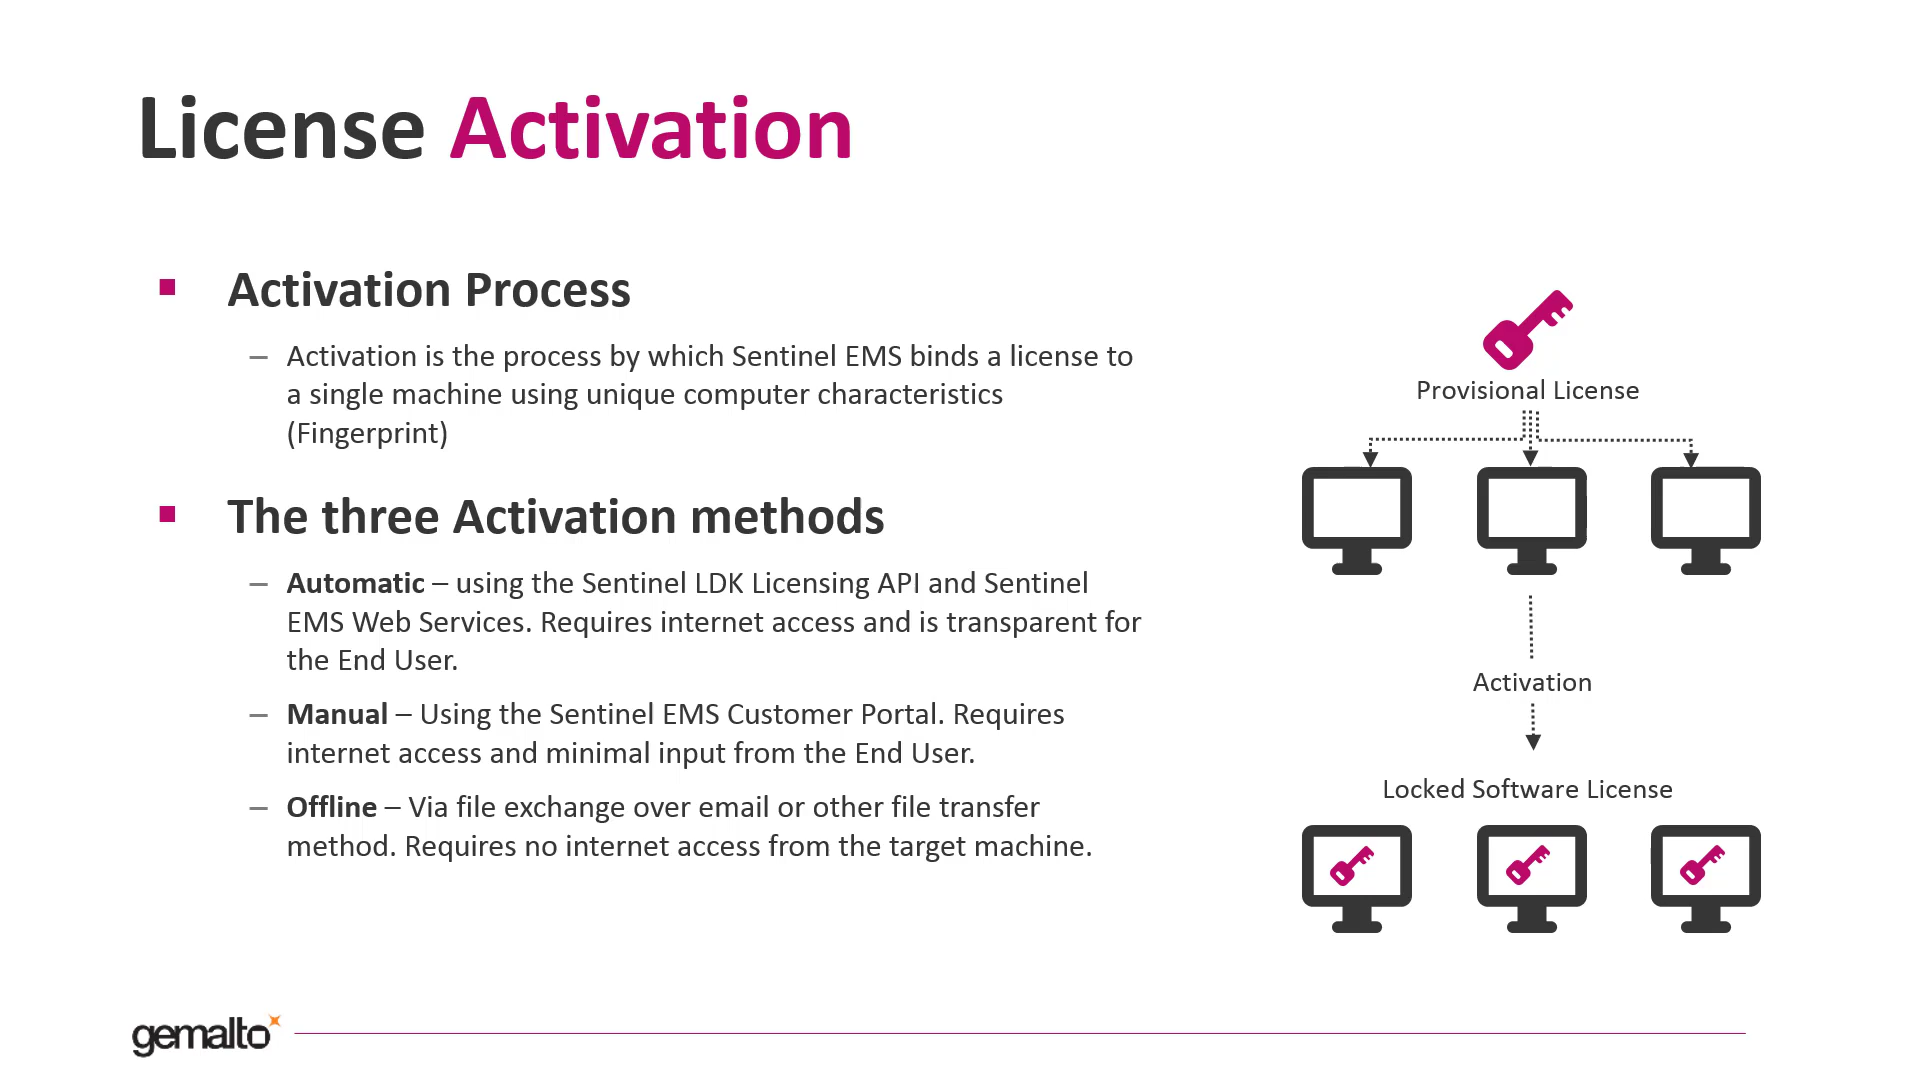 License Activation
▪ Activation Process
– Activation is the process by which Sentinel EMS binds a license to
a single machine using unique computer characteristics
(Fingerprint)
▪ The three Activation methods
– Automatic – using the Sentinel LDK Licensing API and Sentinel
EMS Web Services. Requires internet access and is transparent for
the End User.
– Manual – Using the Sentinel EMS Customer Portal. Requires
internet access and minimal input from the End User.
– Offline – Via file exchange over email or other file transfer
method. Requires no internet access from the target machine.
Provisional License
Activation
Locked Software License
gemalto